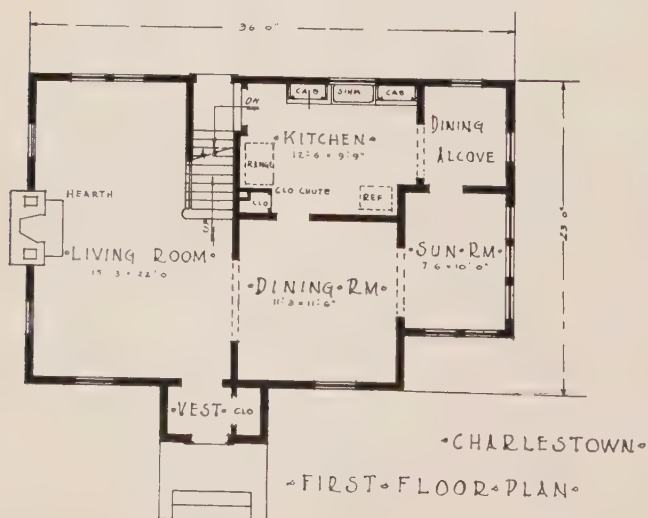 36'0"
CAB
SINK
CAB
DN
KITCHEN
12'6 × 9'9"
DINING
ALCOVE
RANGE
HEARTH
CLO CHUTE
CLO
REF
UP
LIVING ROOM
15'3 × 22'0
SUN RM
7'6 × 10'0"
23'0"
DINING RM
11'3 × 11'6"
VEST
CLO
CHARLESTOWN
FIRST FLOOR PLAN